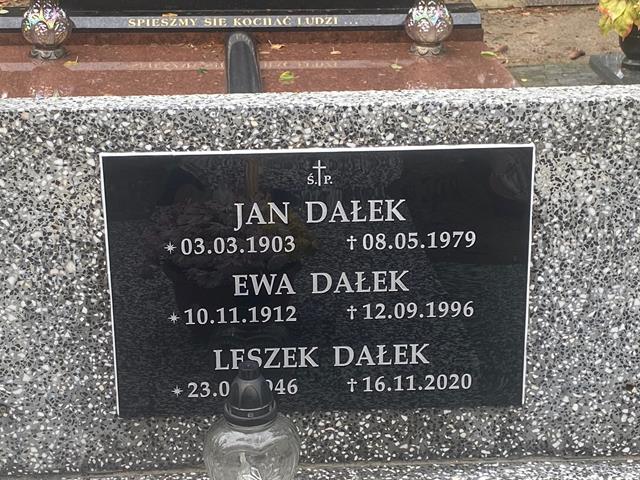 ŚPIESZMY SIĘ KOCHAĆ LUDZI...
Ś.†P.
JAN DAŁEK
* 03.03.1903 † 08.05.1979
EWA DAŁEK
* 10.11.1912 † 12.09.1996
LESZEK DAŁEK
† 16.11.2020